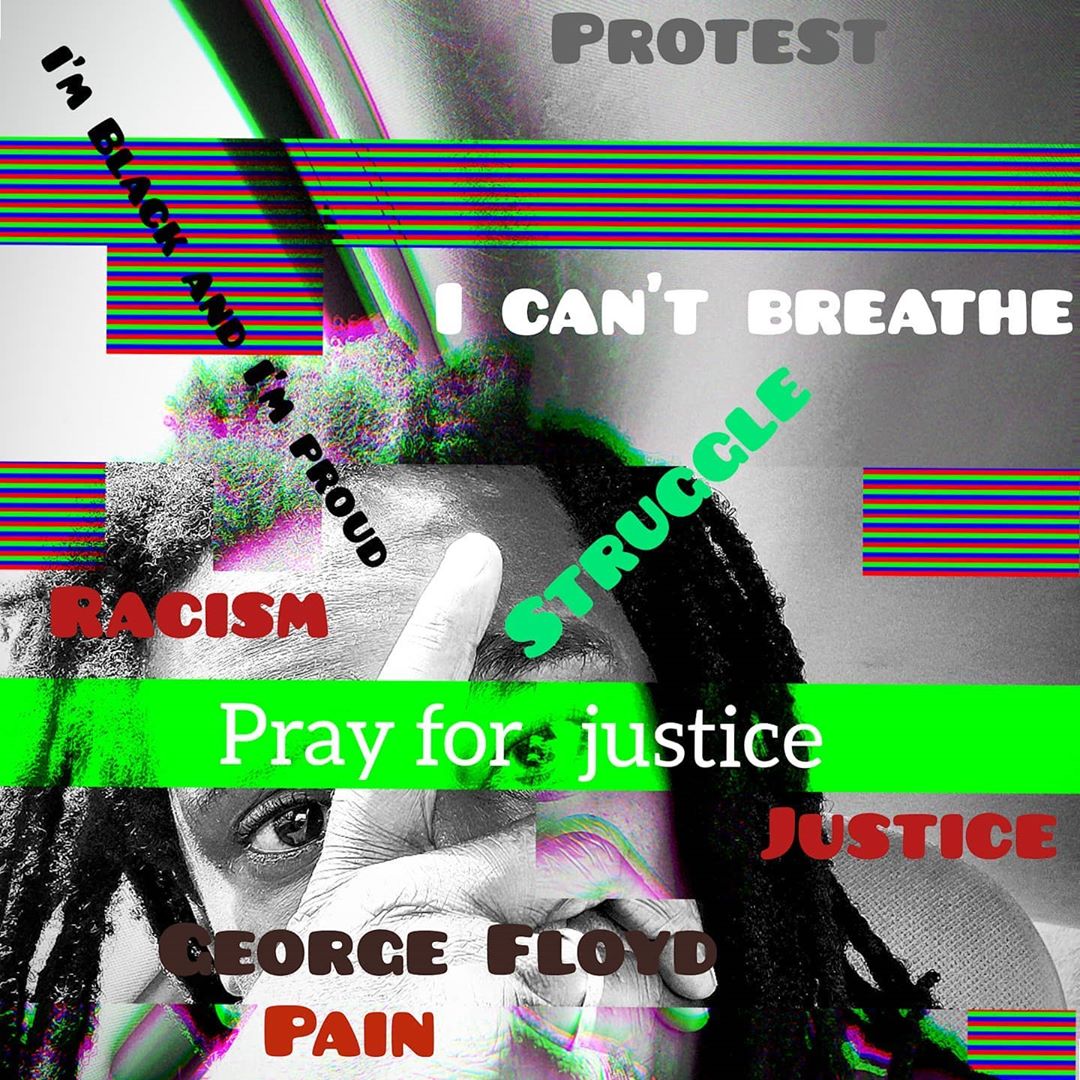 PROTEST
I'M BLACK AND I'M PROUD
I CAN'T BREATHE
STRUGGLE
RACISM
Pray for justice
JUSTICE
GEORGE FLOYD
PAIN